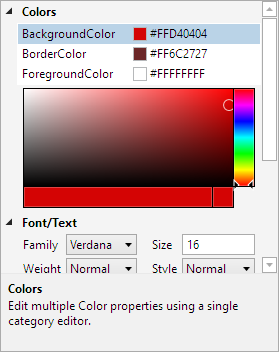 Colors
BackgroundColor #FFD40404
BorderColor #FF6C2727
ForegroundColor #FFFFFFFF
Font/Text
Family Verdana Size 16
Weight Normal Style Normal
Colors
Edit multiple Color properties using a single
category editor.